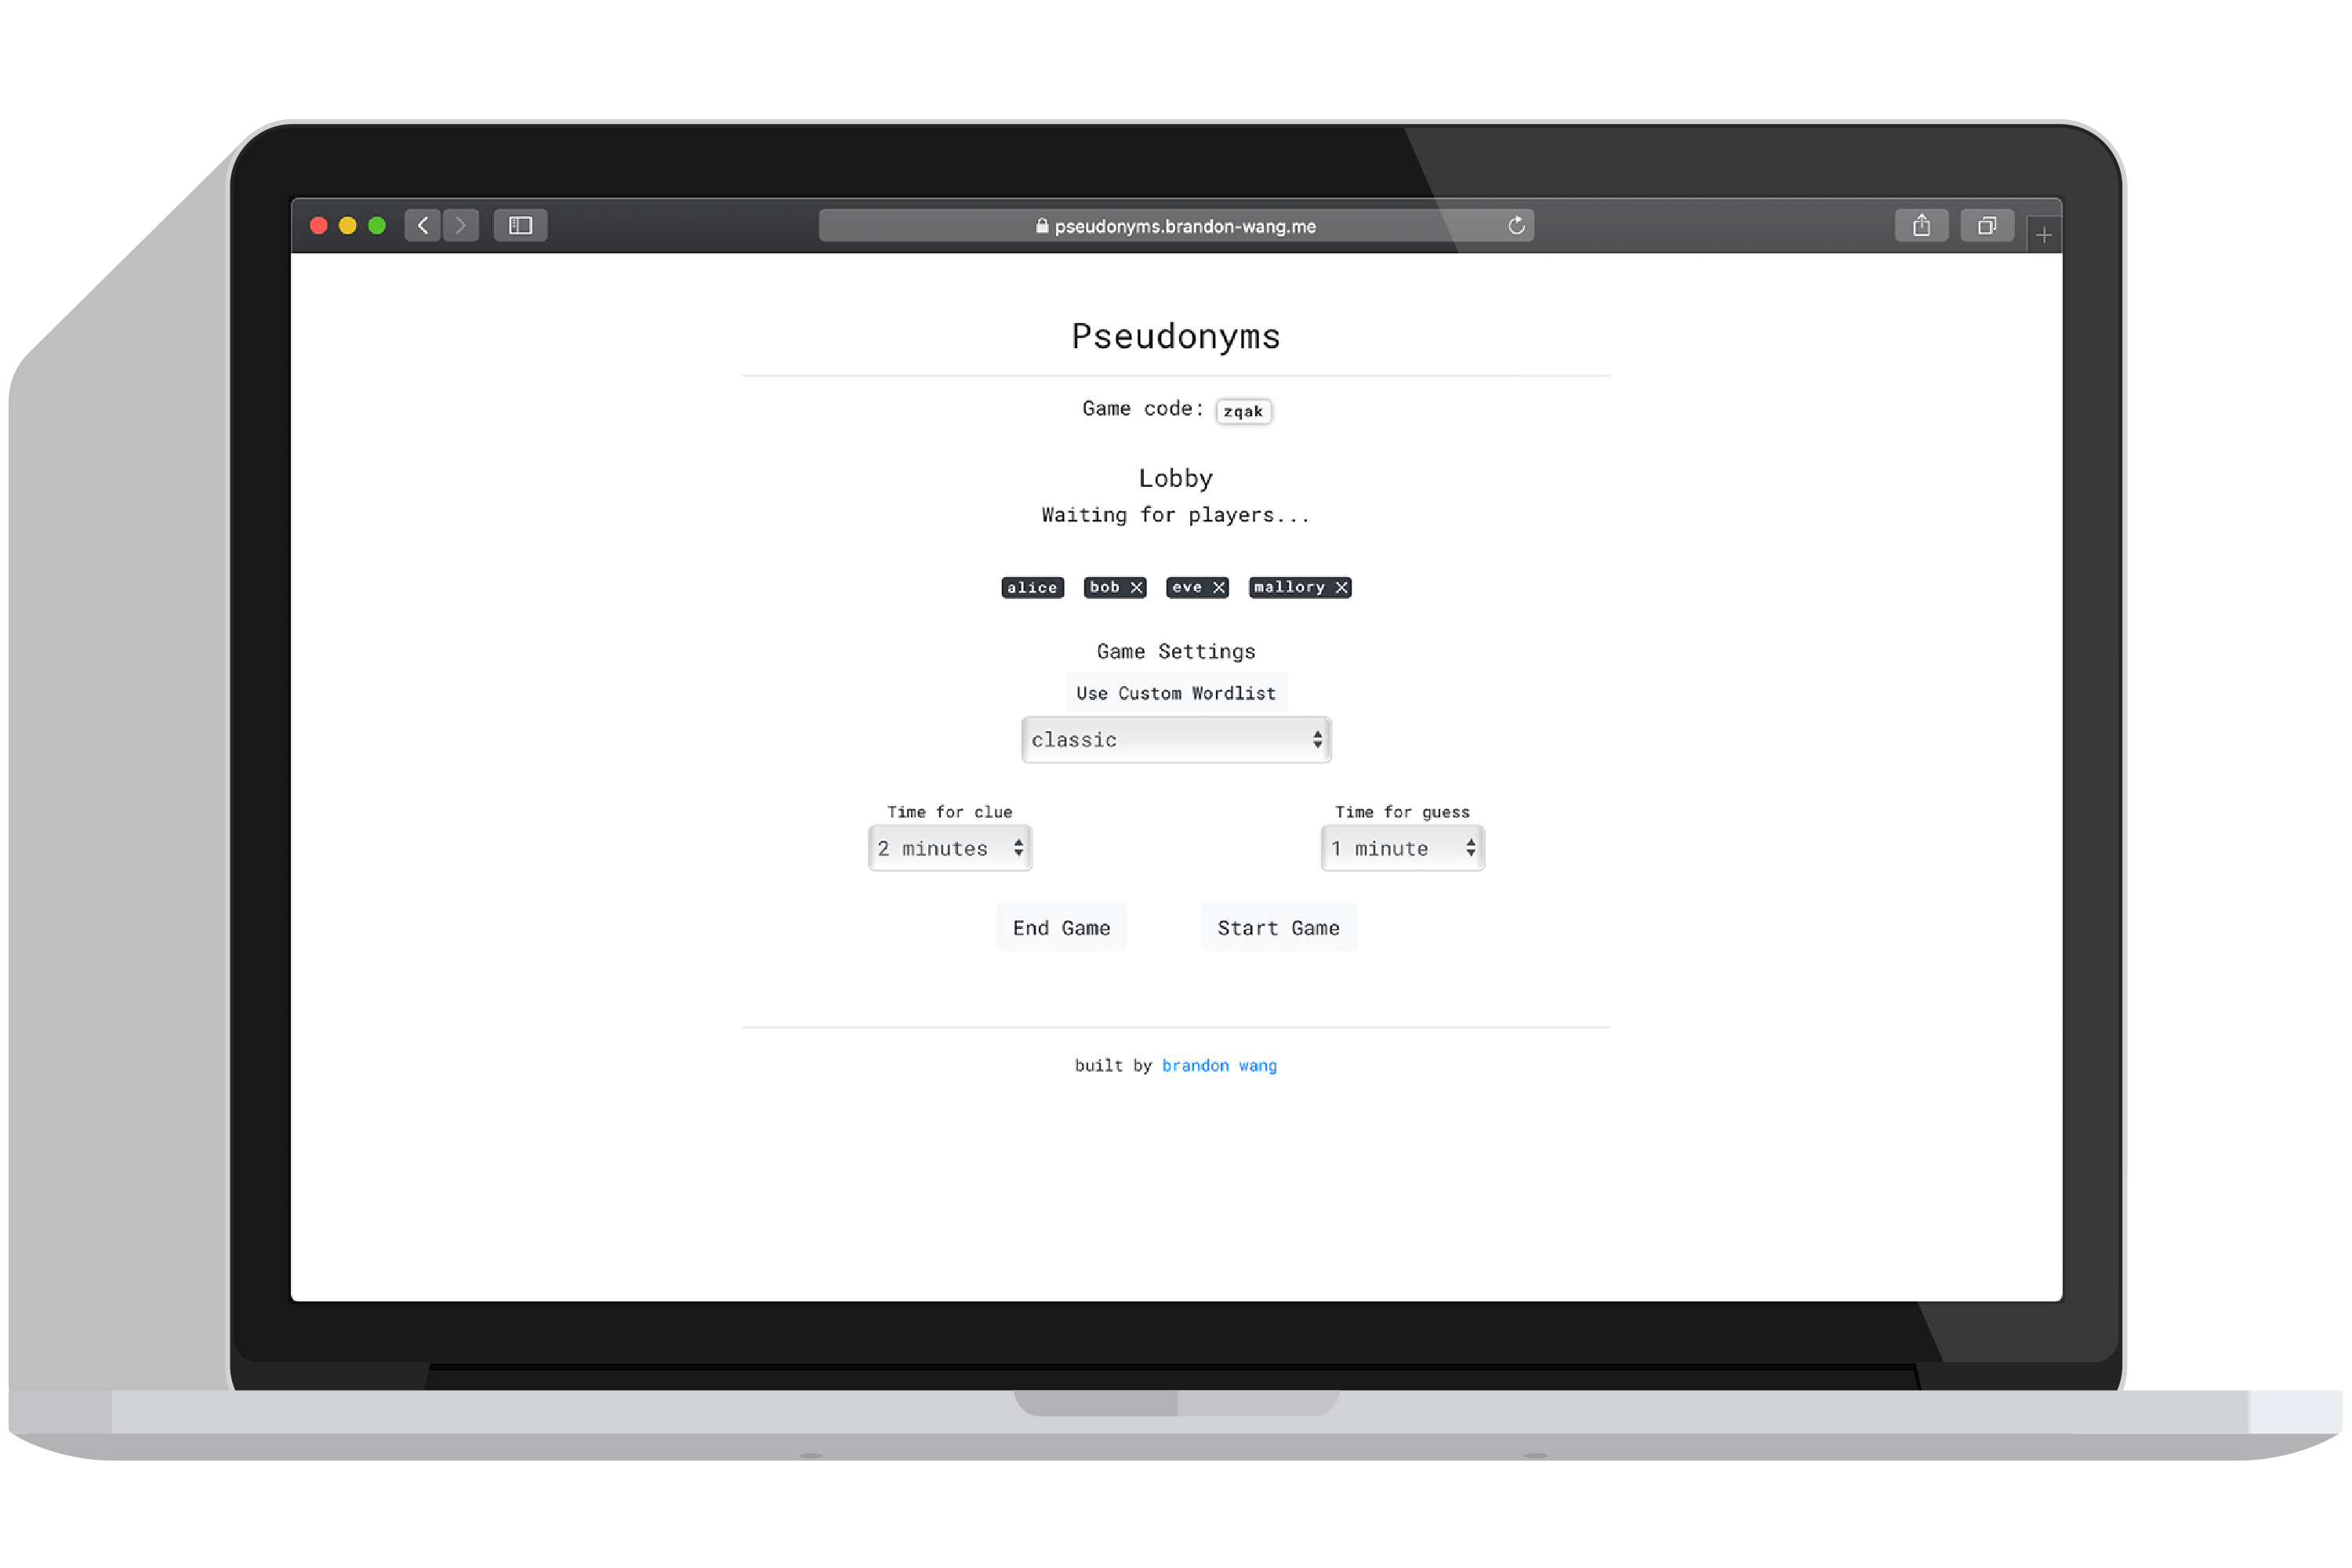 pseudonyms.brandon-wang.me
Pseudonyms
Game code: zqak
Lobby
Waiting for players...
alice bob X eve X mallory X
Game Settings
Use Custom Wordlist
classic
Time for clue Time for guess
2 minutes 1 minute
End Game Start Game
built by brandon wang